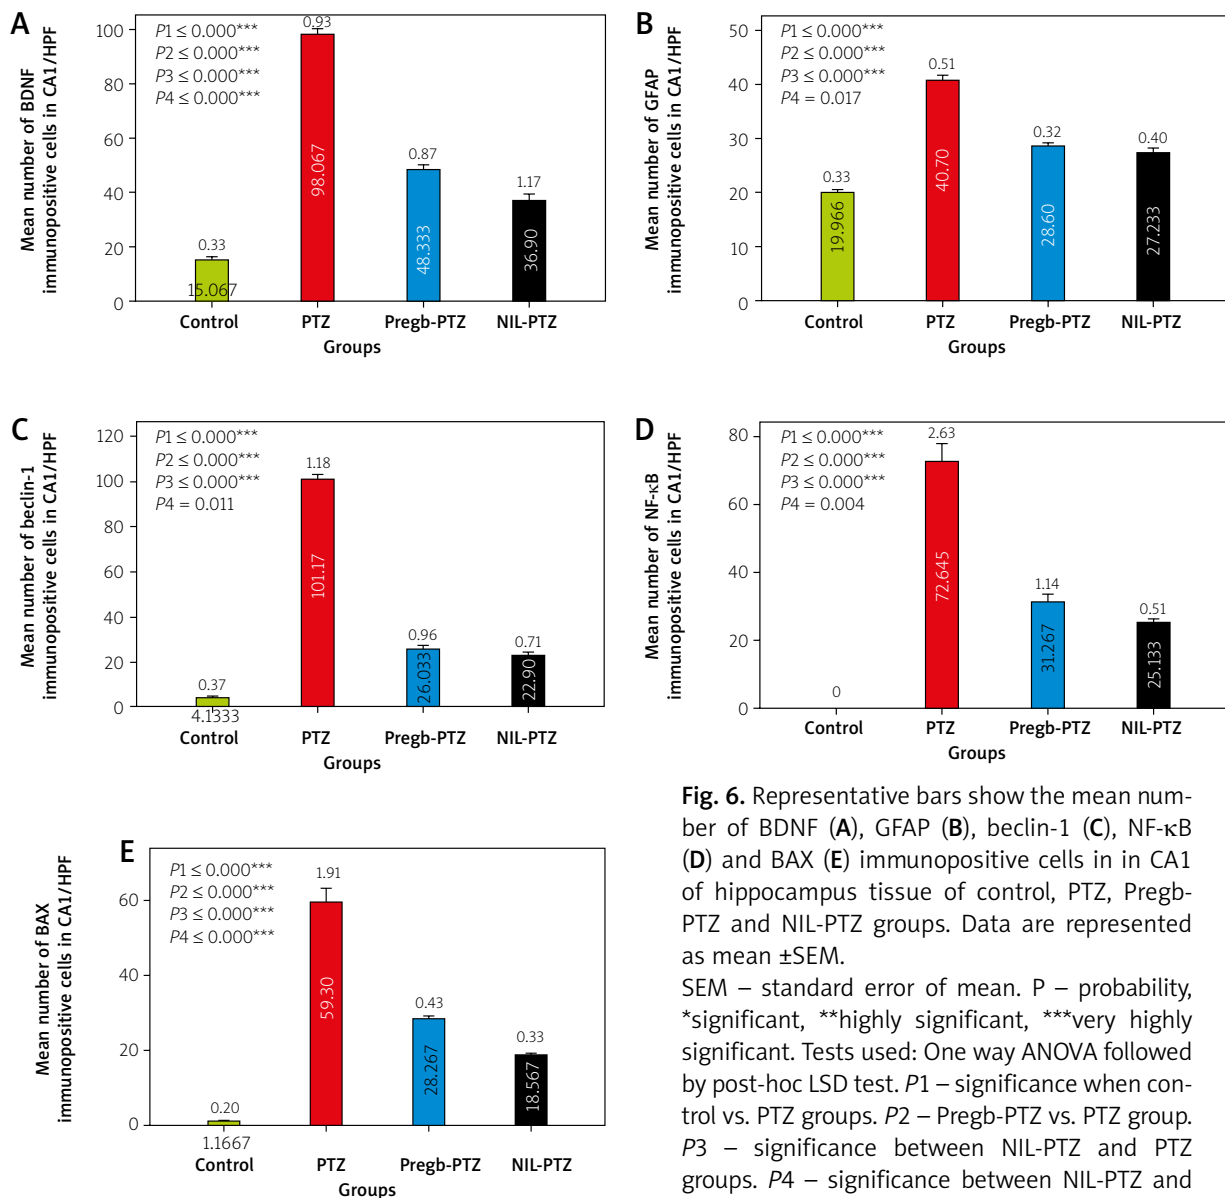 A
Mean number of BDNF
immunopositive cells in CA1/HPF
100
80
60
40
20
0
P1 ≤ 0.000***
P2 ≤ 0.000***
P3 ≤ 0.000***
P4 ≤ 0.000***
0.33
15.067
0.93
98.067
0.87
48.333
1.17
36.90
Control PTZ Pregb-PTZ NIL-PTZ
Groups
B
Mean number of GFAP
immunopositive cells in CA1/HPF
50
40
30
20
10
0
P1 ≤ 0.000***
P2 ≤ 0.000***
P3 ≤ 0.000***
P4 = 0.017
0.33
19.966
0.51
40.70
0.32
28.60
0.40
27.233
Control PTZ Pregb-PTZ NIL-PTZ
Groups
C
Mean number of beclin-1
immunopositive cells in CA1/HPF
120
100
80
60
40
20
0
P1 ≤ 0.000***
P2 ≤ 0.000***
P3 ≤ 0.000***
P4 = 0.011
0.37
4.1333
1.18
101.17
0.96
26.033
0.71
22.90
Control PTZ Pregb-PTZ NIL-PTZ
Groups
D
Mean number of NF-κB
immunopositive cells in CA1/HPF
80
60
40
20
0
P1 ≤ 0.000***
P2 ≤ 0.000***
P3 ≤ 0.000***
P4 = 0.004
0
2.63
72.645
1.14
31.267
0.51
25.133
Control PTZ Pregb-PTZ NIL-PTZ
Groups
E
Mean number of BAX
immunopositive cells in CA1/HPF
60
40
20
0
P1 ≤ 0.000***
P2 ≤ 0.000***
P3 ≤ 0.000***
P4 ≤ 0.000***
0.20
1.1667
1.91
59.30
0.43
28.267
0.33
18.567
Control PTZ Pregb-PTZ NIL-PTZ
Groups
Fig. 6. Representative bars show the mean num-
ber of BDNF (A), GFAP (B), beclin-1 (C), NF-κB
(D) and BAX (E) immunopositive cells in in CA1
of hippocampus tissue of control, PTZ, Pregb-
PTZ and NIL-PTZ groups. Data are represented
as mean ±SEM.
SEM – standard error of mean. P – probability,
*significant, **highly significant, ***very highly
significant. Tests used: One way ANOVA followed
by post-hoc LSD test. P1 – significance when con-
trol vs. PTZ groups. P2 – Pregb-PTZ vs. PTZ group.
P3 – significance between NIL-PTZ and PTZ
groups. P4 – significance between NIL-PTZ and